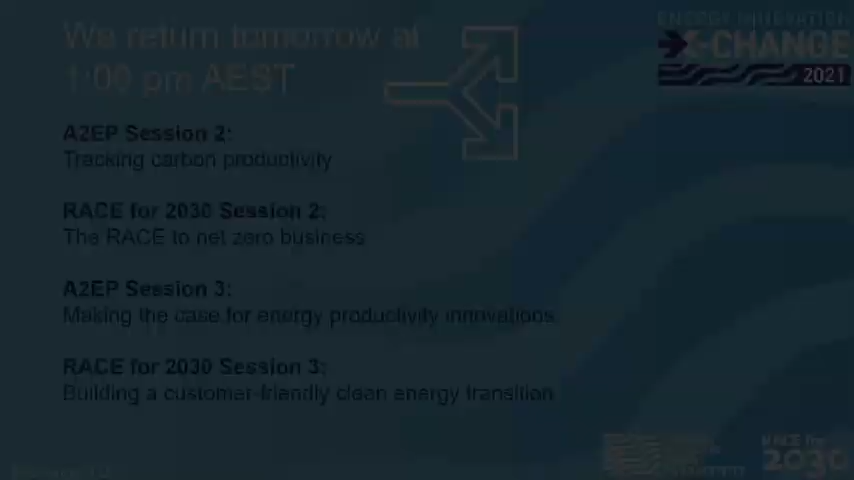 We return tomorrow at
1:00 pm AEST
ENERGY INNOVATION
X-CHANGE
2021
A2EP Session 2:
Tracking carbon productivity
RACE for 2030 Session 2:
The RACE to net zero business
A2EP Session 3:
Making the case for energy productivity innovations
RACE for 2030 Session 3:
Building a customer-friendly clean energy transition
RACE for
2030